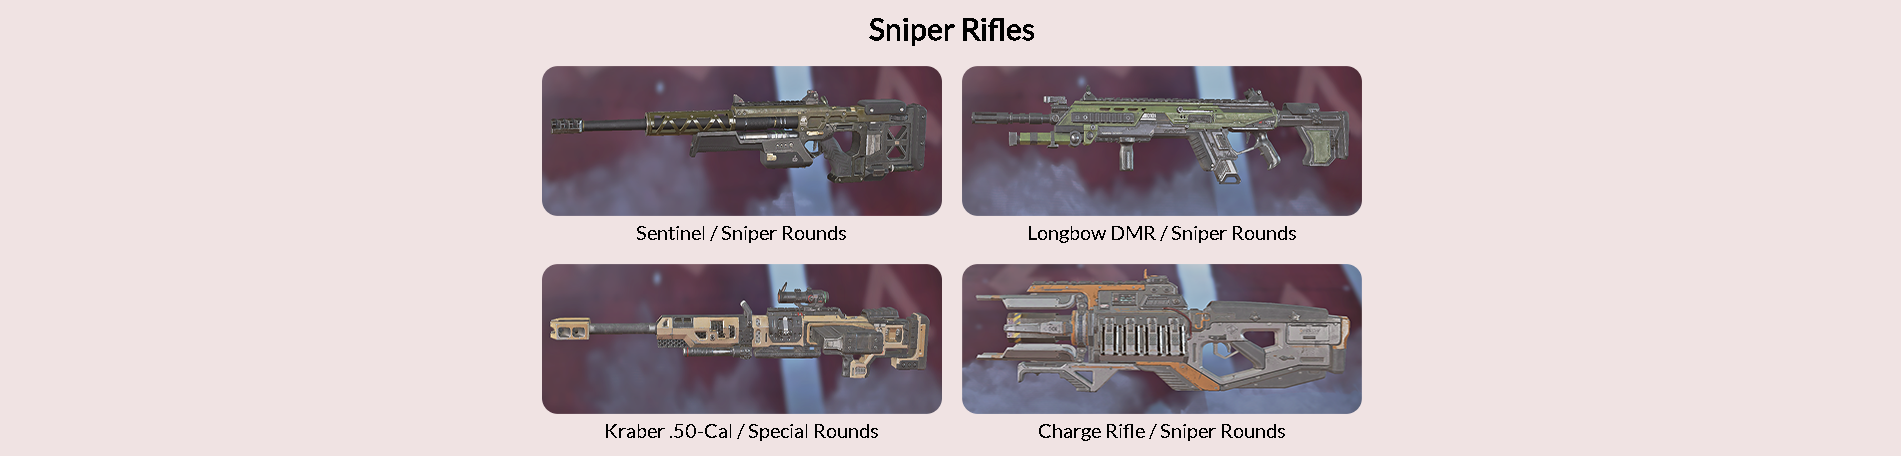 Sniper Rifles
Sentinel / Sniper Rounds
Longbow DMR / Sniper Rounds
Kraber .50-Cal / Special Rounds
Charge Rifle / Sniper Rounds